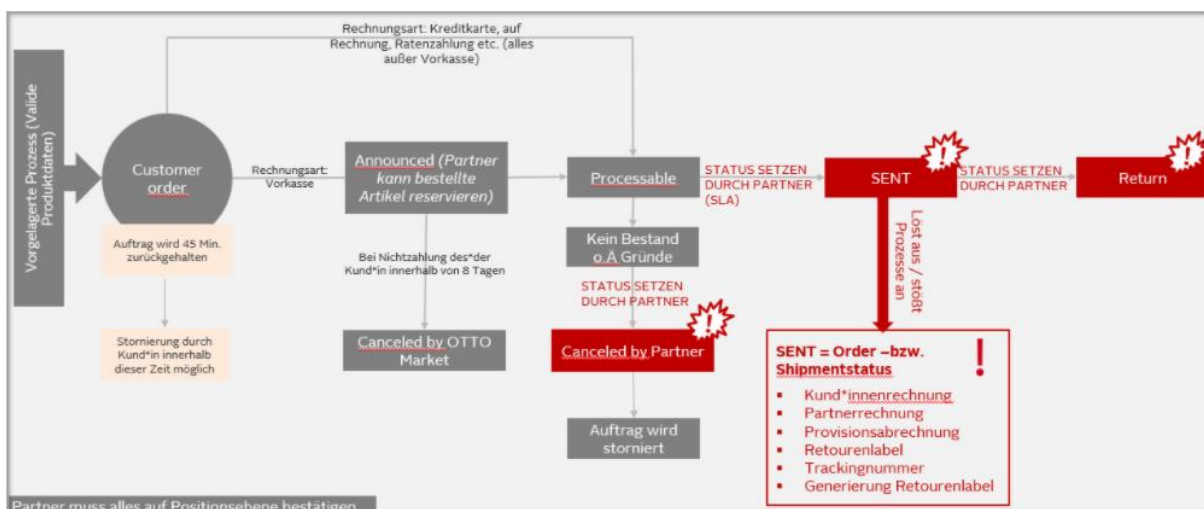 Rechnungsart: Kreditkarte, auf
Rechnung, Ratenzahlung etc. (alles
außer Vorkasse)
Vorgelagerte Prozess (Valide
Produktdaten)
Customer
order
Rechnungsart:
Vorkasse
Announced (Partner
kann bestellte
Artikel reservieren)
Processable
STATUS SETZEN
DURCH PARTNER
(SLA)
SENT
!
STATUS SETZEN
DURCH PARTNER
Return
!
Auftrag wird 45 Min.
zurückgehalten
Stornierung durch
Kund*in innerhalb
dieser Zeit möglich
Bei Nichtzahlung des*der
Kund*in innerhalb von 8 Tagen
Canceled by OTTO
Market
Kein Bestand
o.Ä Gründe
STATUS SETZEN
DURCH PARTNER
Canceled by Partner
!
Auftrag wird
storniert
Löst aus / stößt
Prozesse an
SENT = Order –bzw.
Shipmentstatus
!
▪ Kund*innenrechnung
▪ Partnerrechnung
▪ Provisionsabrechnung
▪ Retourenlabel
▪ Trackingnummer
▪ Generierung Retourenlabel
Partner muss alles auf Positionsebene bestätigen